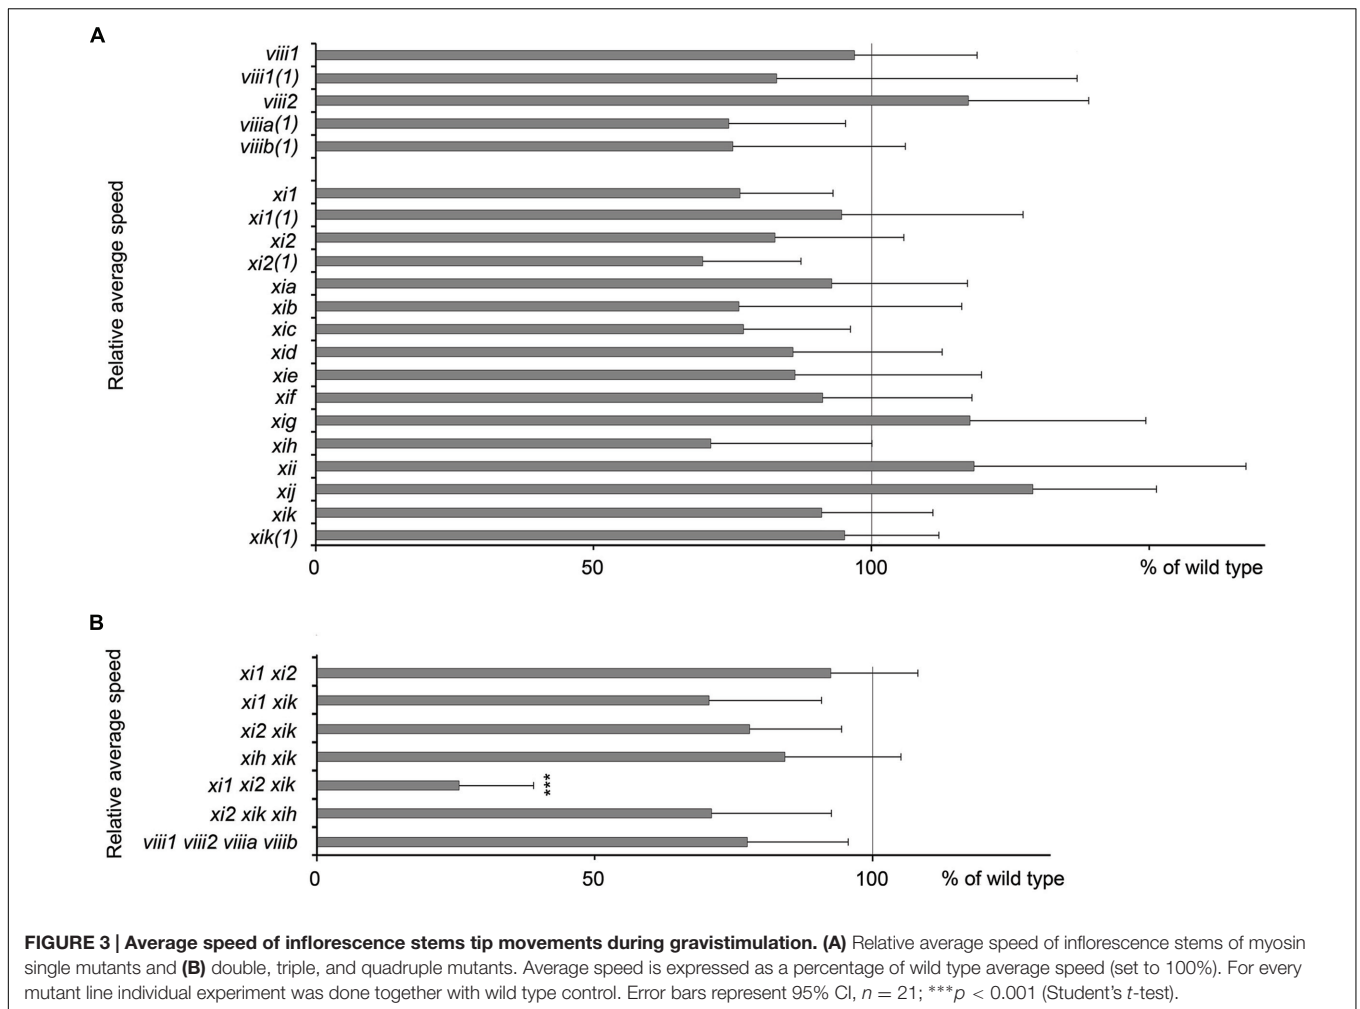 A
Relative average speed
viii1
viii1(1)
viii2
viiia(1)
viiib(1)
xi1
xi1(1)
xi2
xi2(1)
xia
xib
xic
xid
xie
xif
xig
xih
xii
xij
xik
xik(1)
0 50 100 % of wild type
B
Relative average speed
xi1 xi2
xi1 xik
xi2 xik
xih xik
xi1 xi2 xik
***
xi2 xik xih
viii1 viii2 viiia viiib
0 50 100 % of wild type
FIGURE 3 | Average speed of inflorescence stems tip movements during gravistimulation. (A) Relative average speed of inflorescence stems of myosin
single mutants and (B) double, triple, and quadruple mutants. Average speed is expressed as a percentage of wild type average speed (set to 100%). For every
mutant line individual experiment was done together with wild type control. Error bars represent 95% CI, n = 21; ***p < 0.001 (Student's t-test).